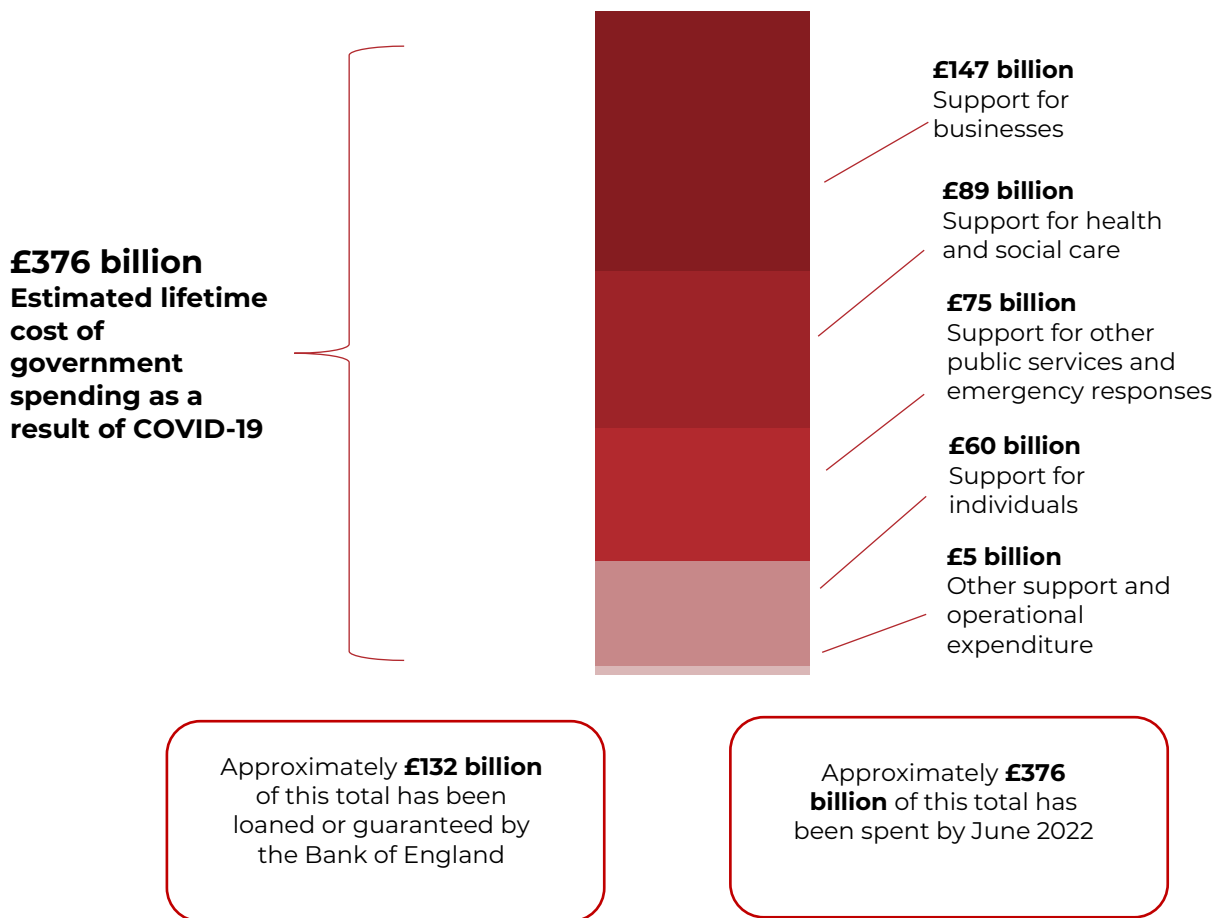 £376 billion
Estimated lifetime
cost of
government
spending as a
result of COVID-19
£147 billion
Support for
businesses
£89 billion
Support for health
and social care
£75 billion
Support for other
public services and
emergency responses
£60 billion
Support for
individuals
£5 billion
Other support and
operational
expenditure
Approximately £132 billion
of this total has been
loaned or guaranteed by
the Bank of England
Approximately £376
billion of this total has
been spent by June 2022